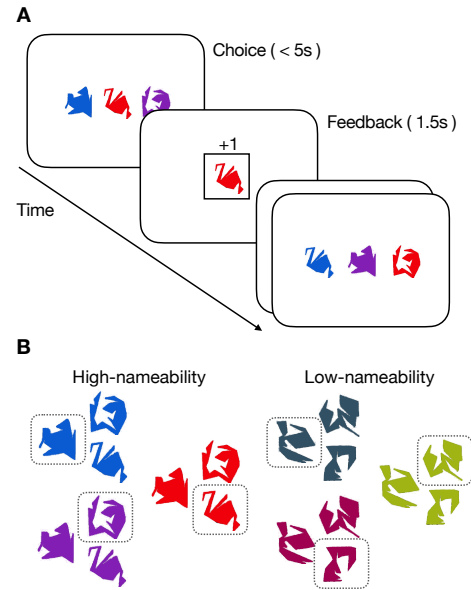 A
Choice ( < 5s )
Feedback ( 1.5s )
+1
Time
B
High-nameability
Low-nameability